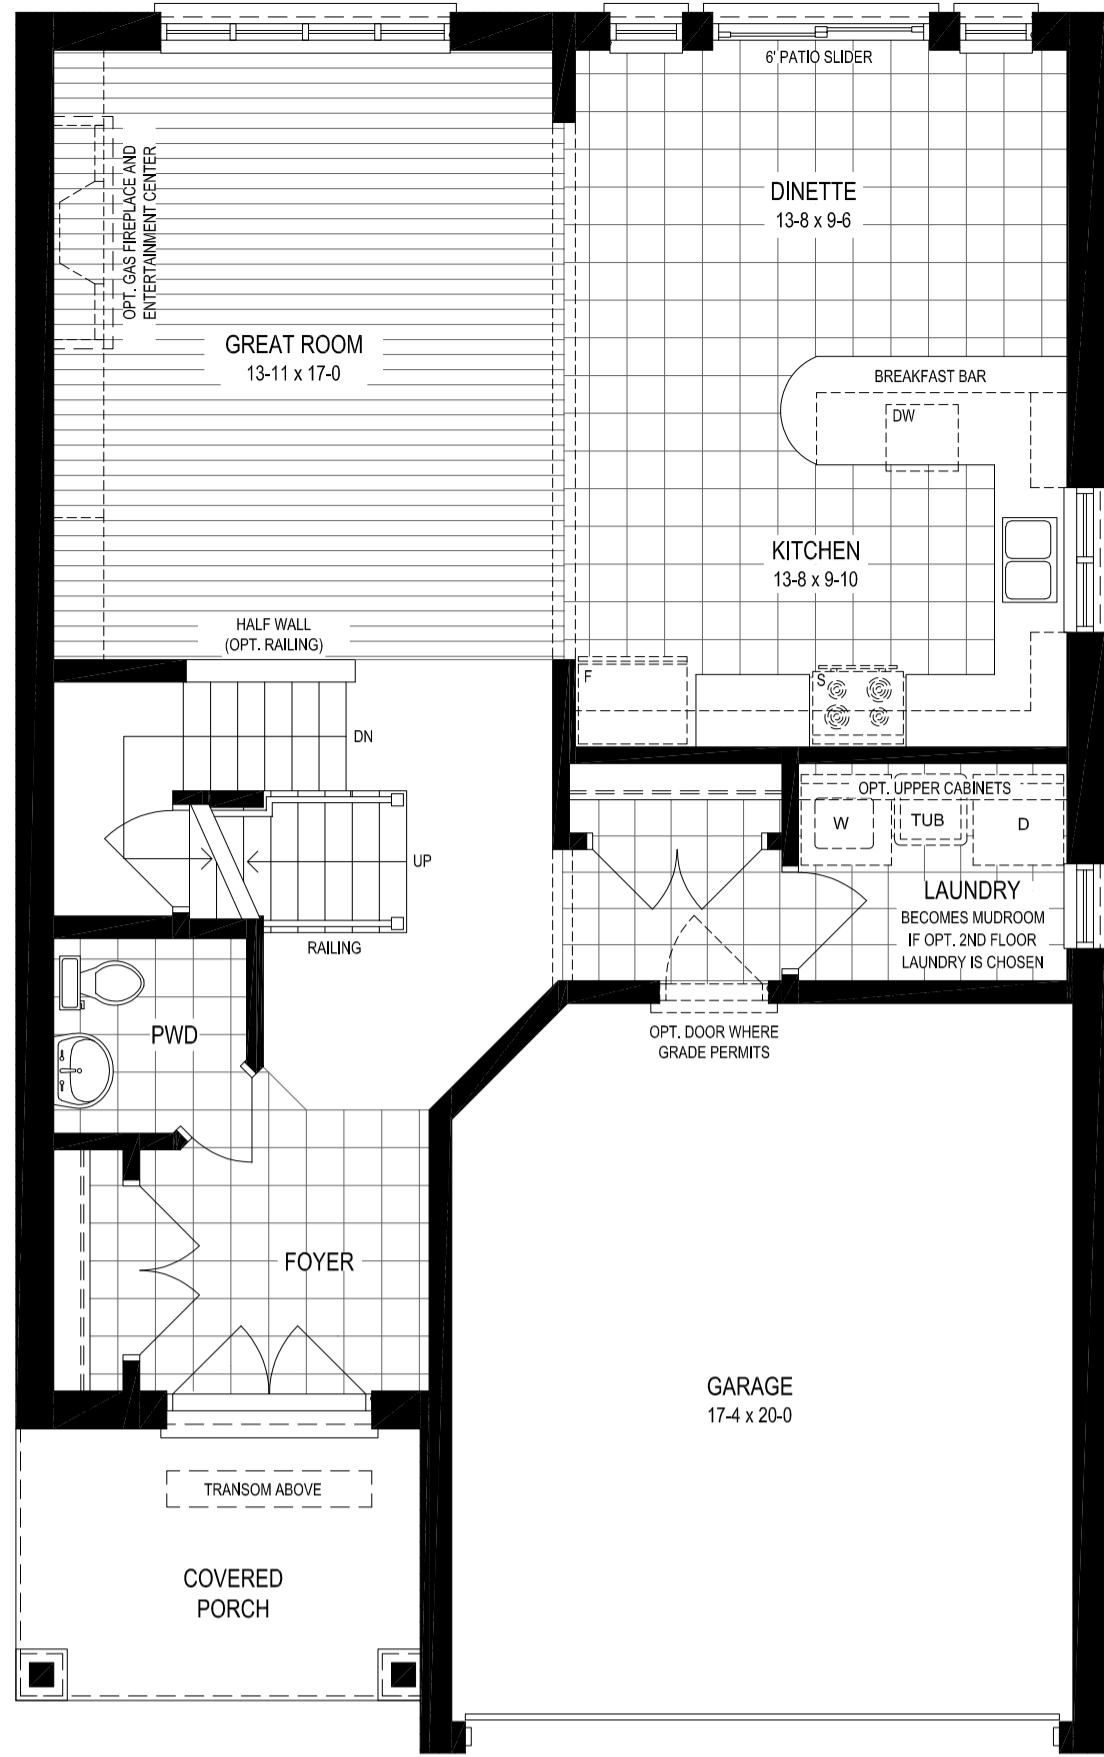 6' PATIO SLIDER
OPT. GAS FIREPLACE AND
ENTERTAINMENT CENTER
DINETTE
13-8 x 9-6
GREAT ROOM
13-11 x 17-0
BREAKFAST BAR
DW
KITCHEN
13-8 x 9-10
HALF WALL
(OPT. RAILING)
F
S
DN
OPT. UPPER CABINETS
W
TUB
D
UP
LAUNDRY
BECOMES MUDROOM
IF OPT. 2ND FLOOR
LAUNDRY IS CHOSEN
RAILING
PWD
OPT. DOOR WHERE
GRADE PERMITS
FOYER
GARAGE
17-4 x 20-0
TRANSOM ABOVE
COVERED
PORCH